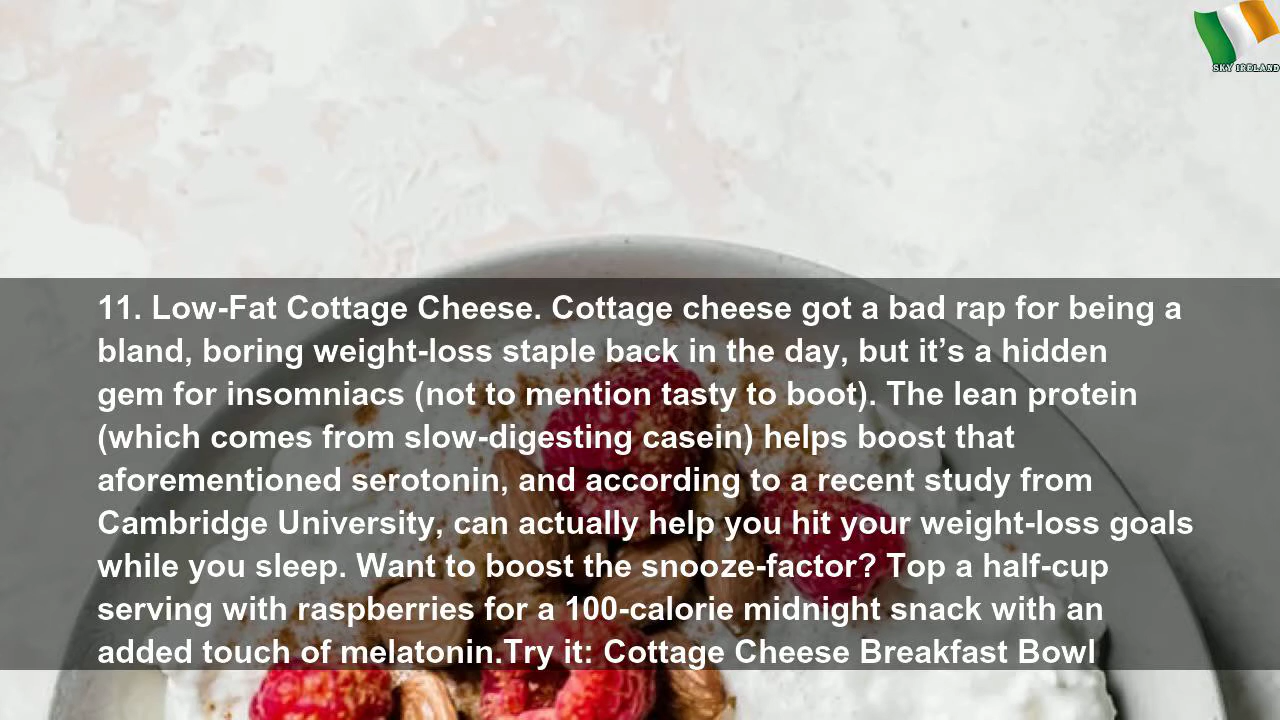 SKY IRELAND
11. Low-Fat Cottage Cheese. Cottage cheese got a bad rap for being a
bland, boring weight-loss staple back in the day, but it’s a hidden
gem for insomniacs (not to mention tasty to boot). The lean protein
(which comes from slow-digesting casein) helps boost that
aforementioned serotonin, and according to a recent study from
Cambridge University, can actually help you hit your weight-loss goals
while you sleep. Want to boost the snooze-factor? Top a half-cup
serving with raspberries for a 100-calorie midnight snack with an
added touch of melatonin.Try it: Cottage Cheese Breakfast Bowl